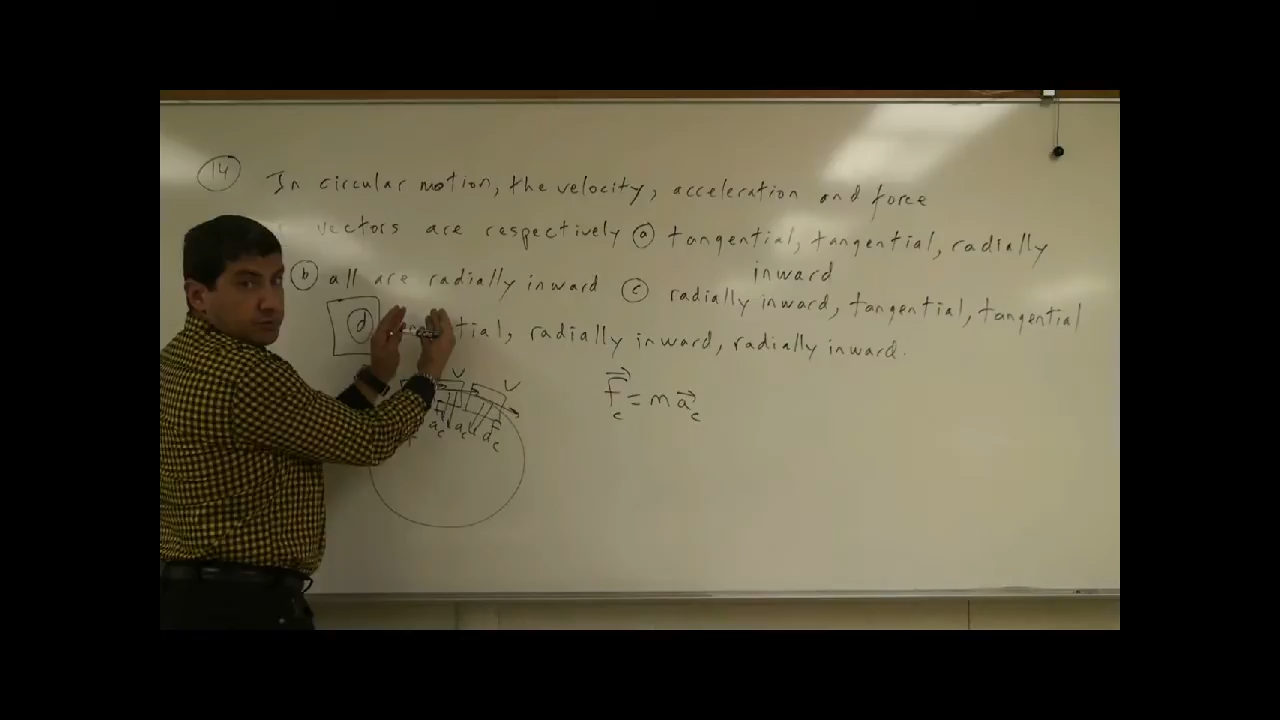 14 In circular motion, the velocity, acceleration and force
vectors are respectively a tangential, tangential, radially
inward
b all are radially inward c radially inward, tangential, tangential
d tial, radially inward, radially inward.
V V
F_c = m a_c
a_c a_c a_c